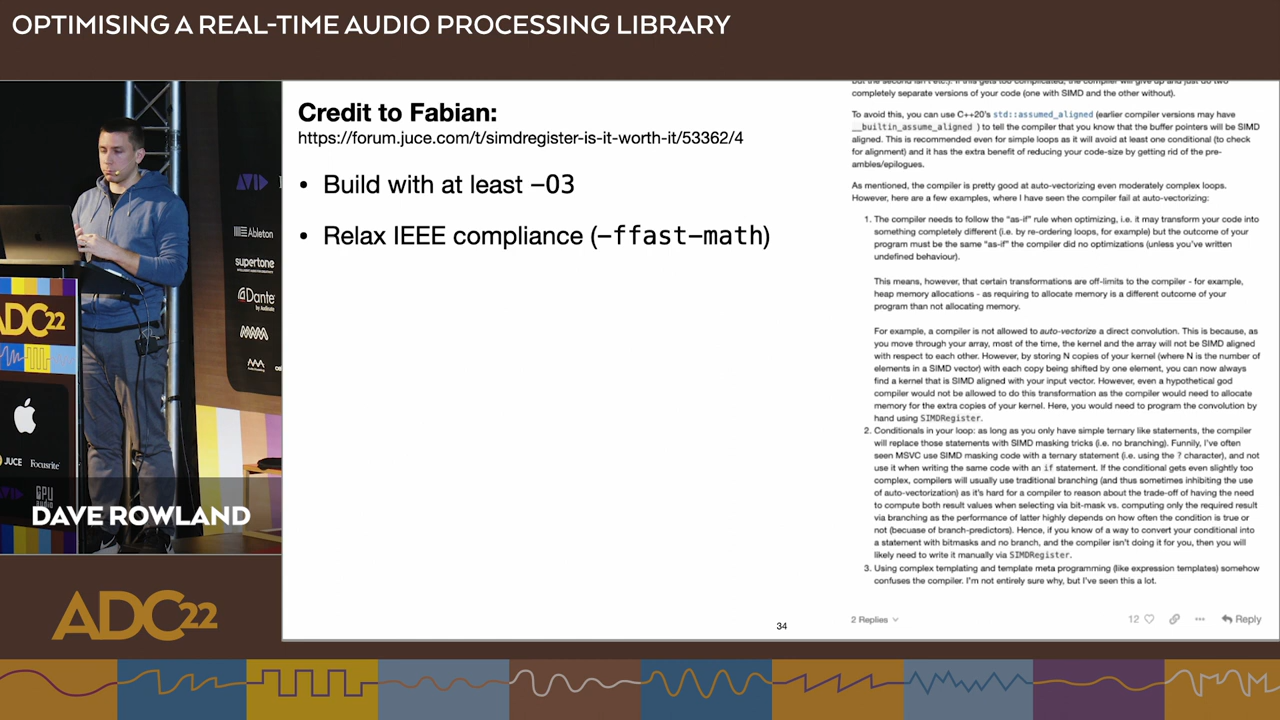 OPTIMISING A REAL-TIME AUDIO PROCESSING LIBRARY
Credit to Fabian:
https://forum.juce.com/t/simdregister-is-it-worth-it/53362/4
• Build with at least –03
• Relax IEEE compliance (–ffast–math)
34
completely separate versions of your code (one with SIMD and the other without).
To avoid this, you can use C++20's std::assumed_aligned (earlier compiler versions may have
__builtin_assume_aligned ) to tell the compiler that you know that the buffer pointers will be SIMD
aligned. This is recommended even for simple loops as it will avoid at least one conditional (to check
for alignment) and it has the extra benefit of reducing your code-size by getting rid of the pre-
ambles/epilogues.
As mentioned, the compiler is pretty good at auto-vectorizing even moderately complex loops.
However, here are a few examples, where I have seen the compiler fail at auto-vectorizing:
1. The compiler needs to follow the "as-if" rule when optimizing, i.e. it may transform your code into
something completely different (i.e. by re-ordering loops, for example) but the outcome of your
program must be the same "as-if" the compiler did no optimizations (unless you've written
undefined behaviour).
This means, however, that certain transformations are off-limits to the compiler - for example,
heap memory allocations - as requiring to allocate memory is a different outcome of your
program than not allocating memory.
For example, a compiler is not allowed to auto-vectorize a direct convolution. This is because, as
you move through your array, most of the time, the kernel and the array will not be SIMD aligned
with respect to each other. However, by storing N copies of your kernel (where N is the number of
elements in a SIMD vector) with each copy being shifted by one element, you can now always
find a kernel that is SIMD aligned with your input vector. However, even a hypothetical god
compiler would not be allowed to do this transformation as the compiler would need to allocate
memory for the extra copies of your kernel. Here, you would need to program the convolution by
hand using SIMDRegister.
2. Conditionals in your loop: as long as you only have simple ternary like statements, the compiler
will replace those statements with SIMD masking tricks (i.e. no branching). Funnily, I've often
seen MSVC use SIMD masking code with a ternary statement (i.e. using the ? character), and not
use it when writing the same code with an if statement. If the conditional gets even slightly too
complex, compilers will usually use traditional branching (and thus sometimes inhibiting the use
of auto-vectorization) as it's hard for a compiler to reason about the trade-off of having the need
to compute both result values when selecting via bit-mask vs. computing only the required result
via branching as the performance of latter highly depends on how often the condition is true or
not (becuase of branch-predictors). Hence, if you know of a way to convert your conditional into
a statement with bitmasks and no branch, and the compiler isn't doing it for you, then you will
likely need to write it manually via SIMDRegister.
3. Using complex templating and template meta programming (like expression templates) somehow
confuses the compiler. I'm not entirely sure why, but I've seen this a lot.
2 Replies
12
Reply
AVID
Ableton
supertone
Dante
ADC22
JUCE Focusrite
GPU
audio
DAVE ROWLAND
ADC22